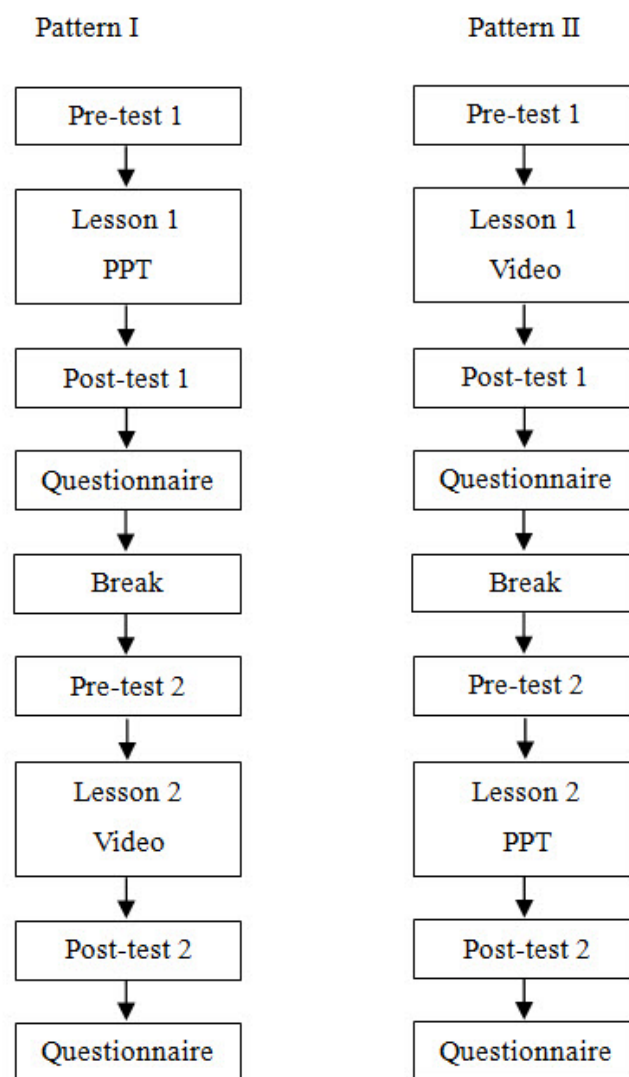 Pattern I
Pre-test 1
Lesson 1
PPT
Post-test 1
Questionnaire
Break
Pre-test 2
Lesson 2
Video
Post-test 2
Questionnaire
Pattern II
Pre-test 1
Lesson 1
Video
Post-test 1
Questionnaire
Break
Pre-test 2
Lesson 2
PPT
Post-test 2
Questionnaire